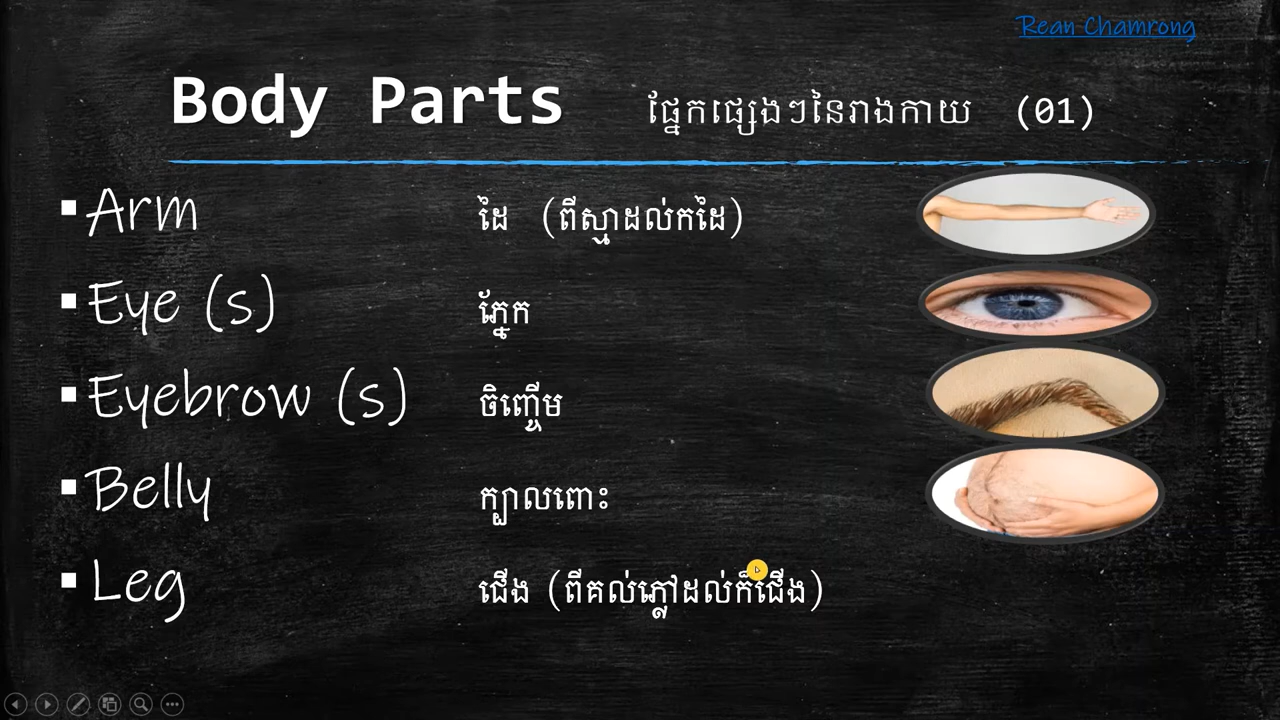 Rean Chamrong
Body Parts ផ្នែកផ្សេងៗនៃរាងកាយ (01)
▪ Arm ដៃ (ពីស្មាដល់កដៃ)
▪ Eye (s) ភ្នែក
▪ Eyebrow (s) ចិញ្ចើម
▪ Belly ក្បាលពោះ
▪ Leg ជើង (ពីគល់ភ្លៅដល់ក៏ជើង)